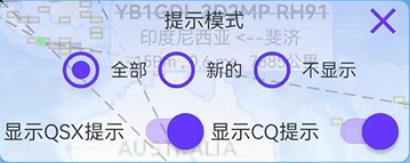 YB1CDL 3D2MP RH91
提示模式
印度尼西亚 <--斐济
全部 新的 不显示
显示QSX提示 显示CQ提示
AUSTRALIA